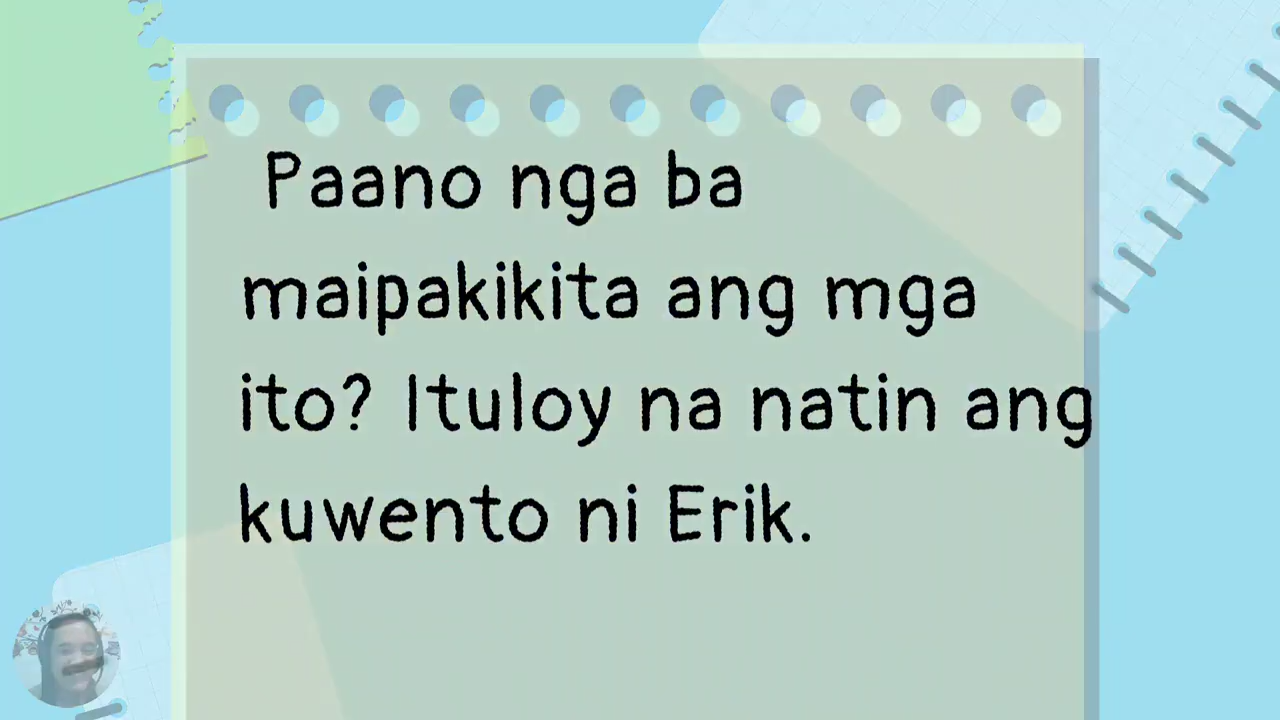 Paano nga ba
maipakikita ang mga
ito? Ituloy na natin ang
kuwento ni Erik.